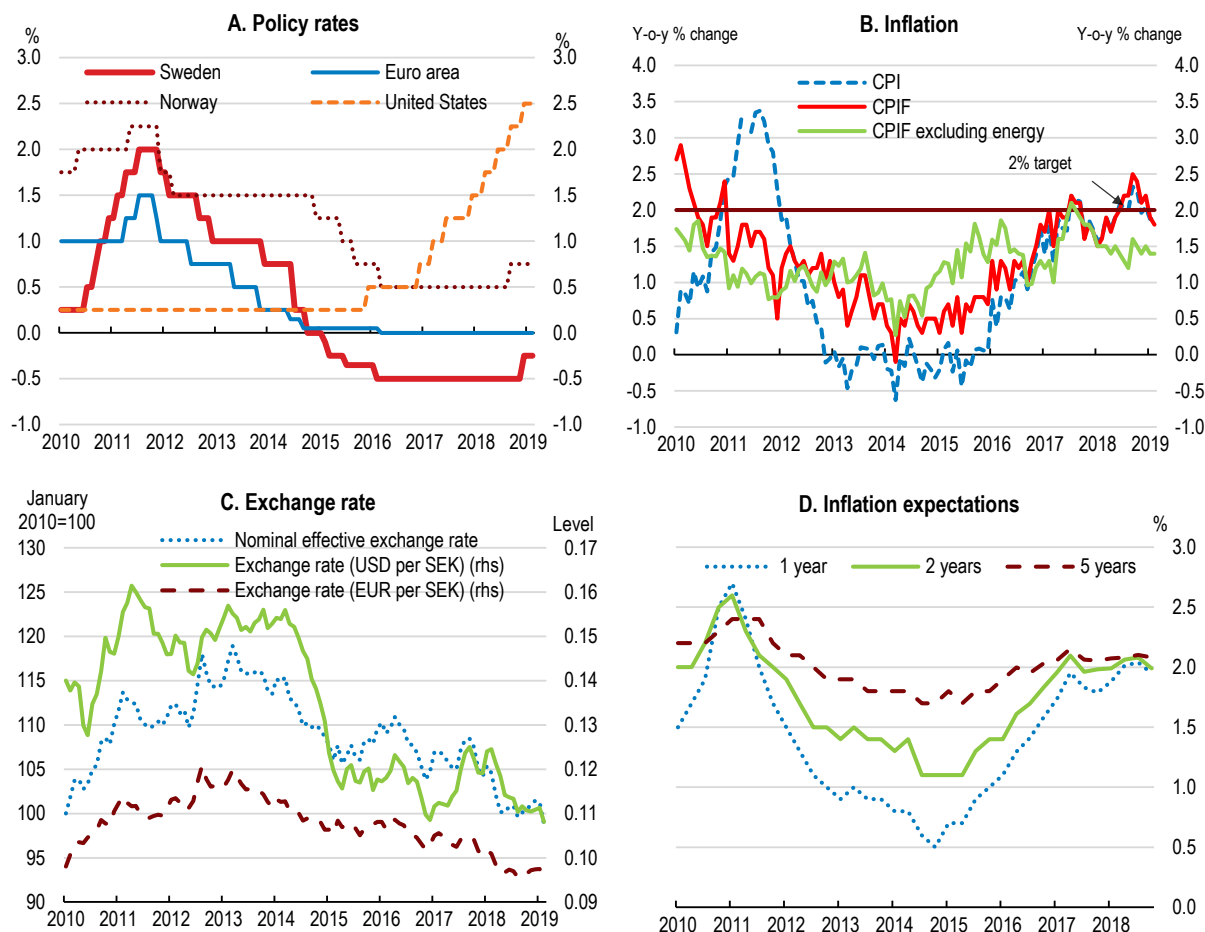 A. Policy rates
% %
3.0 3.0
2.5 2.5
2.0 2.0
1.5 1.5
1.0 1.0
0.5 0.5
0.0 0.0
-0.5 -0.5
-1.0 -1.0
Sweden Euro area
Norway United States
2010 2011 2012 2013 2014 2015 2016 2017 2018 2019
B. Inflation
Y-o-y % change Y-o-y % change
4.0 4.0
3.5 3.5
3.0 3.0
2.5 2.5
2.0 2.0
1.5 1.5
1.0 1.0
0.5 0.5
0.0 0.0
-0.5 -0.5
-1.0 -1.0
CPI
CPIF
CPIF excluding energy
2% target
2010 2011 2012 2013 2014 2015 2016 2017 2018 2019
C. Exchange rate
January
2010=100
Level
130 0.17
125 0.16
120 0.15
115 0.14
110 0.13
105 0.12
100 0.11
95 0.10
90 0.09
Nominal effective exchange rate
Exchange rate (USD per SEK) (rhs)
Exchange rate (EUR per SEK) (rhs)
2010 2011 2012 2013 2014 2015 2016 2017 2018 2019
D. Inflation expectations
%
3.0
2.5
2.0
1.5
1.0
0.5
0.0
1 year 2 years 5 years
2010 2011 2012 2013 2014 2015 2016 2017 2018